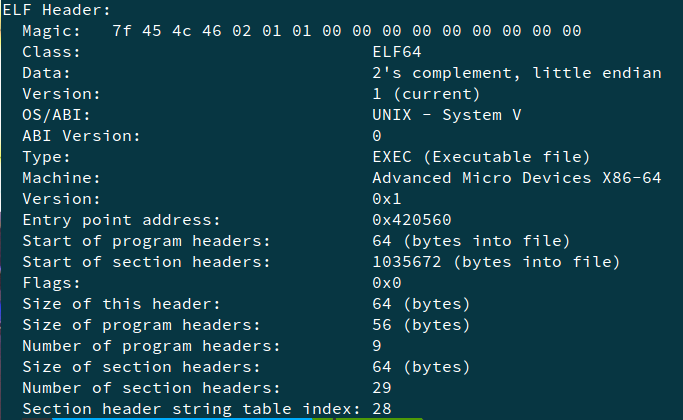 ELF Header:
  Magic:   7f 45 4c 46 02 01 01 00 00 00 00 00 00 00 00 00
  Class:                             ELF64
  Data:                              2's complement, little endian
  Version:                           1 (current)
  OS/ABI:                            UNIX - System V
  ABI Version:                       0
  Type:                              EXEC (Executable file)
  Machine:                           Advanced Micro Devices X86-64
  Version:                           0x1
  Entry point address:               0x420560
  Start of program headers:          64 (bytes into file)
  Start of section headers:          1035672 (bytes into file)
  Flags:                             0x0
  Size of this header:               64 (bytes)
  Size of program headers:           56 (bytes)
  Number of program headers:         9
  Size of section headers:           64 (bytes)
  Number of section headers:         29
  Section header string table index: 28